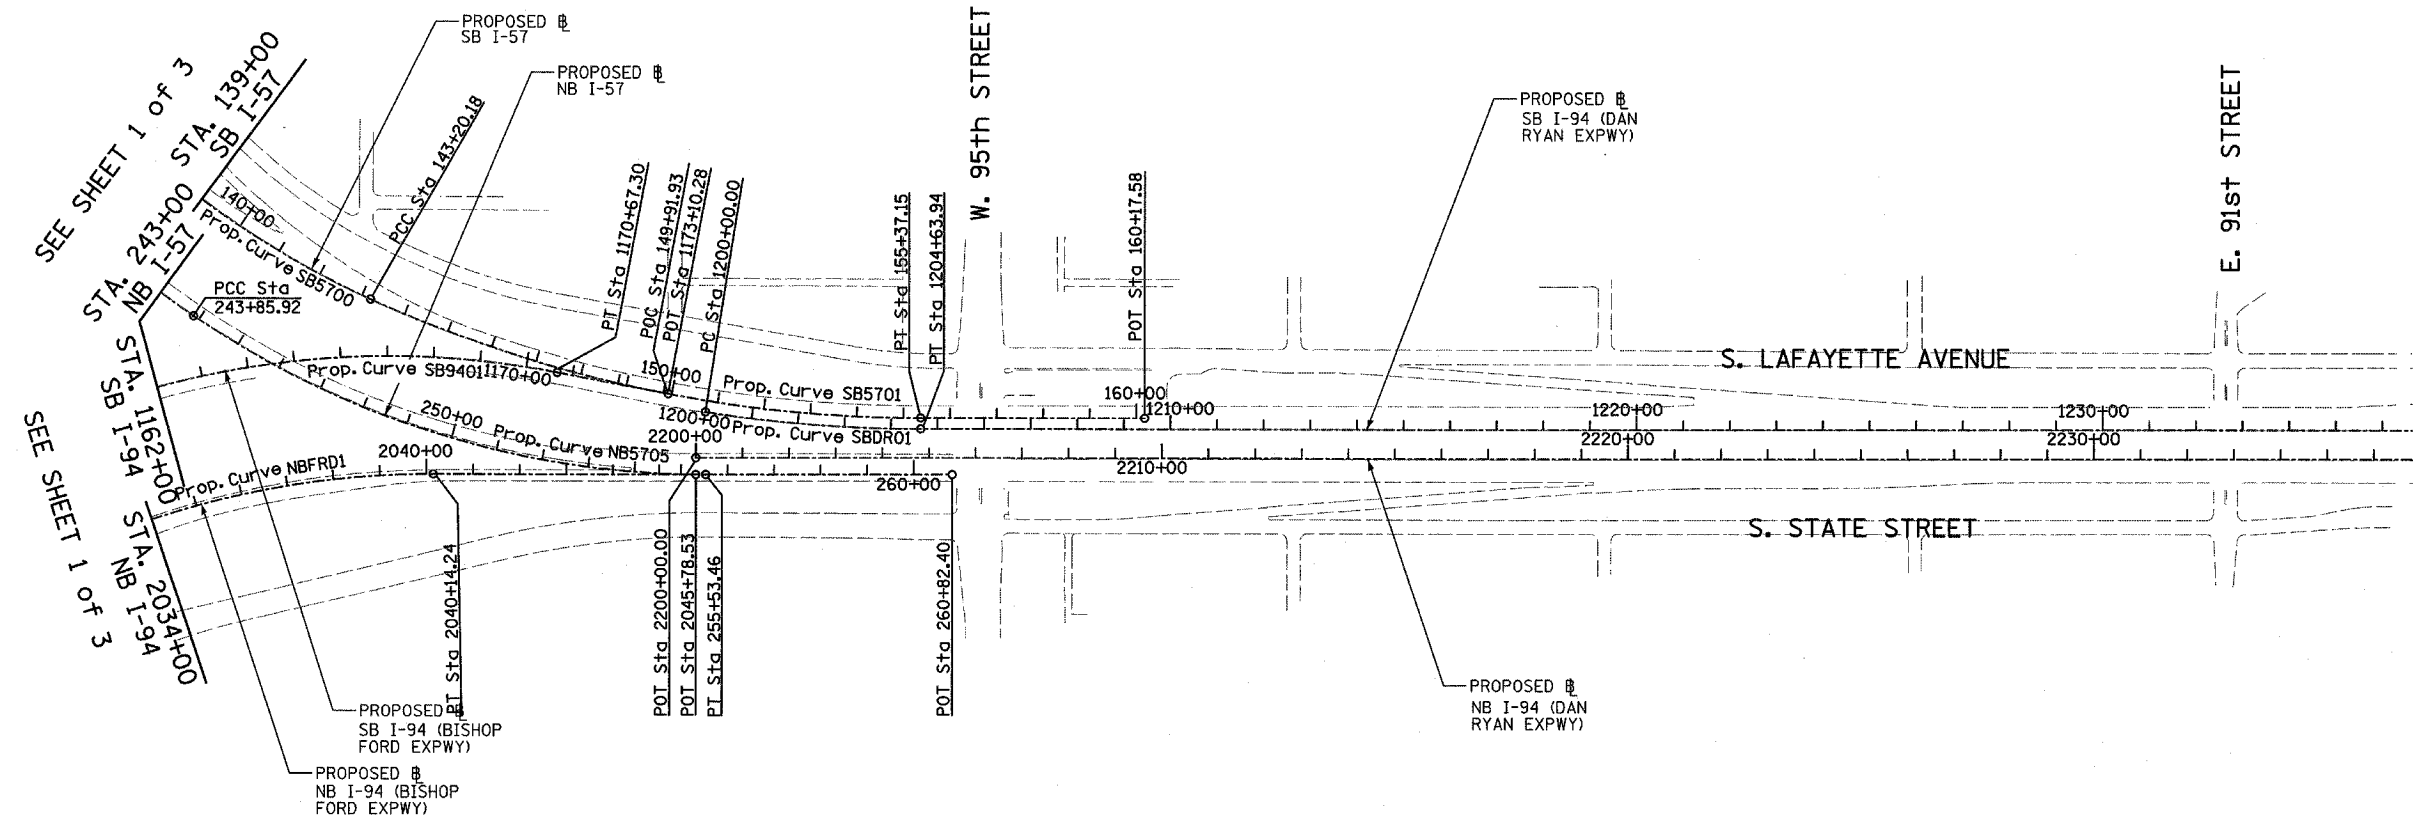 PROPOSED ℄
SB I-57
PROPOSED ℄
NB I-57
W. 95th STREET
PROPOSED ℄
SB I-94 (DAN
RYAN EXPWY)
E. 91st STREET
SEE SHEET 1 of 3
STA. 139+00
SB I-57
STA. 243+00
NB I-57
140+00
Prop. Curve SB5700
PCC Sta 143+20.18
PCC Sta
243+85.92
PT Sta 1170+67.30
POC Sta 149+91.93
POT Sta 1173+10.28
PC Sta 1200+00.00
PT Sta 155+37.15
PT Sta 1204+63.94
POT Sta 160+17.58
STA. 1162+00
SB I-94
Prop. Curve SB9401
1170+00
150+00
Prop. Curve SB5701
160+00
S. LAFAYETTE AVENUE
1200+00
Prop. Curve SBDR01
1210+00
1220+00
1230+00
250+00
Prop. Curve NB5705
2200+00
2210+00
2220+00
2230+00
2040+00
260+00
Prop. Curve NBFRD1
SEE SHEET 1 of 3
STA. 2034+00
NB I-94
S. STATE STREET
PT Sta 2040+14.24
POT Sta 2200+00.00
POT Sta 2045+78.53
PT Sta 255+53.46
POT Sta 260+82.40
PROPOSED ℄
SB I-94 (BISHOP
FORD EXPWY)
PROPOSED ℄
NB I-94 (BISHOP
FORD EXPWY)
PROPOSED ℄
NB I-94 (DAN
RYAN EXPWY)